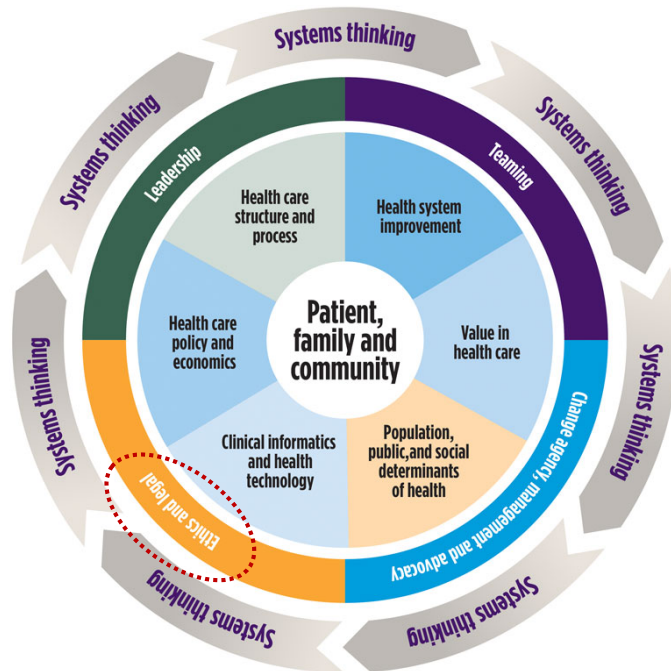 Systems thinking
Systems thinking
Systems thinking
Leadership
Teaming
Health care
structure and
process
Health system
improvement
Health care
policy and
economics
Patient,
family and
community
Value in
health care
Clinical informatics
and health
technology
Population,
public,and social
determinants
of health
Systems thinking
Systems thinking
Ethics and legal
Change agency, management and advocacy
Systems thinking
Systems thinking